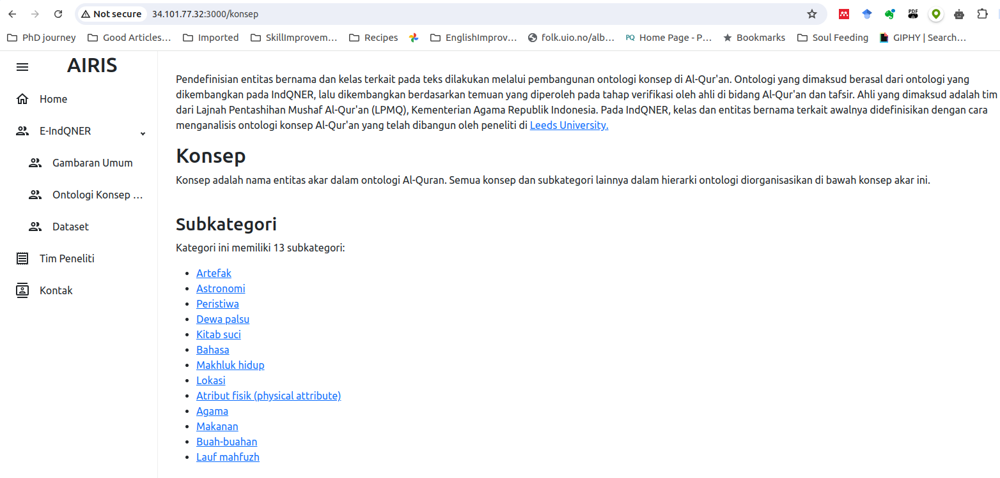 Not secure 34.101.77.32:3000/konsep
PhD journey Good Articles… Imported SkillImprovem… Recipes EnglishImprov… folk.uio.no/alb… PQ Home Page - P… Bookmarks Soul Feeding GIPHY | Search…
PDF
AIRIS
Home
E-IndQNER
Gambaran Umum
Ontologi Konsep …
Dataset
Tim Peneliti
Kontak
Pendefinisian entitas bernama dan kelas terkait pada teks dilakukan melalui pembangunan ontologi konsep di Al-Qur'an. Ontologi yang dimaksud berasal dari ontologi yang
dikembangkan pada IndQNER, lalu dikembangkan berdasarkan temuan yang diperoleh pada tahap verifikasi oleh ahli di bidang Al-Qur'an dan tafsir. Ahli yang dimaksud adalah tim
dari Lajnah Pentashihan Mushaf Al-Qur'an (LPMQ), Kementerian Agama Republik Indonesia. Pada IndQNER, kelas dan entitas bernama terkait awalnya didefinisikan dengan cara
menganalisis ontologi konsep Al-Qur'an yang telah dibangun oleh peneliti di Leeds University.
Konsep
Konsep adalah nama entitas akar dalam ontologi Al-Quran. Semua konsep dan subkategori lainnya dalam hierarki ontologi diorganisasikan di bawah konsep akar ini.
Subkategori
Kategori ini memiliki 13 subkategori:
Artefak
Astronomi
Peristiwa
Dewa palsu
Kitab suci
Bahasa
Makhluk hidup
Lokasi
Atribut fisik (physical attribute)
Agama
Makanan
Buah-buahan
Lauf mahfuzh